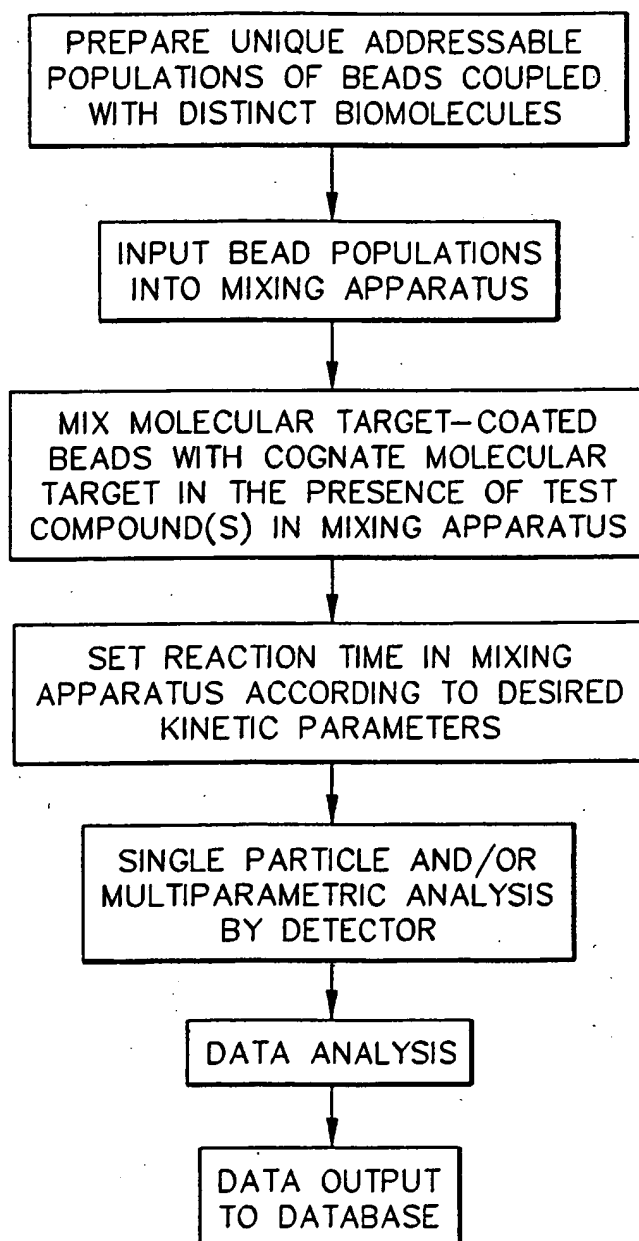 PREPARE UNIQUE ADDRESSABLE
POPULATIONS OF BEADS COUPLED
WITH DISTINCT BIOMOLECULES
INPUT BEAD POPULATIONS
INTO MIXING APPARATUS
MIX MOLECULAR TARGET-COATED
BEADS WITH COGNATE MOLECULAR
TARGET IN THE PRESENCE OF TEST
COMPOUND(S) IN MIXING APPARATUS
SET REACTION TIME IN MIXING
APPARATUS ACCORDING TO DESIRED
KINETIC PARAMETERS
SINGLE PARTICLE AND/OR
MULTIPARAMETRIC ANALYSIS
BY DETECTOR
DATA ANALYSIS
DATA OUTPUT
TO DATABASE